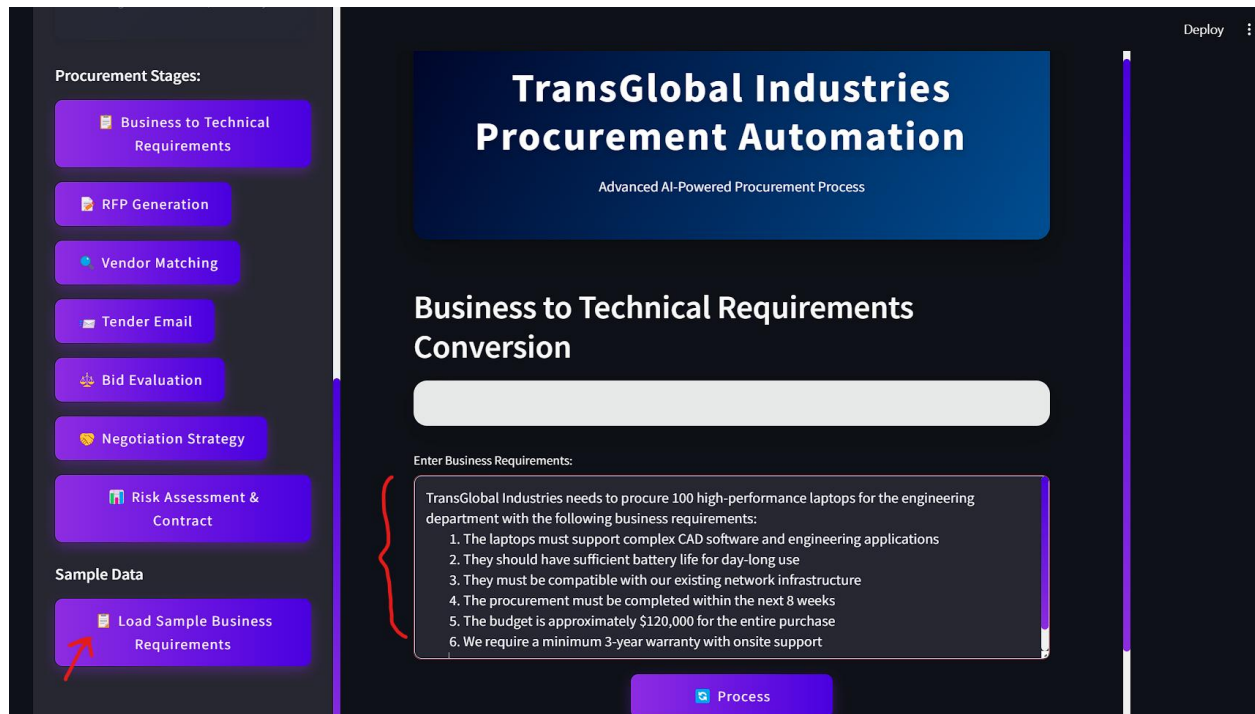 Deploy
Procurement Stages:
📋 Business to Technical
Requirements
📝 RFP Generation
🔍 Vendor Matching
📨 Tender Email
⚖️ Bid Evaluation
🤝 Negotiation Strategy
📊 Risk Assessment &
Contract
Sample Data
📋 Load Sample Business
Requirements
TransGlobal Industries
Procurement Automation
Advanced AI-Powered Procurement Process
Business to Technical Requirements
Conversion
Enter Business Requirements:
TransGlobal Industries needs to procure 100 high-performance laptops for the engineering
department with the following business requirements:
1. The laptops must support complex CAD software and engineering applications
2. They should have sufficient battery life for day-long use
3. They must be compatible with our existing network infrastructure
4. The procurement must be completed within the next 8 weeks
5. The budget is approximately $120,000 for the entire purchase
6. We require a minimum 3-year warranty with onsite support
🔄 Process